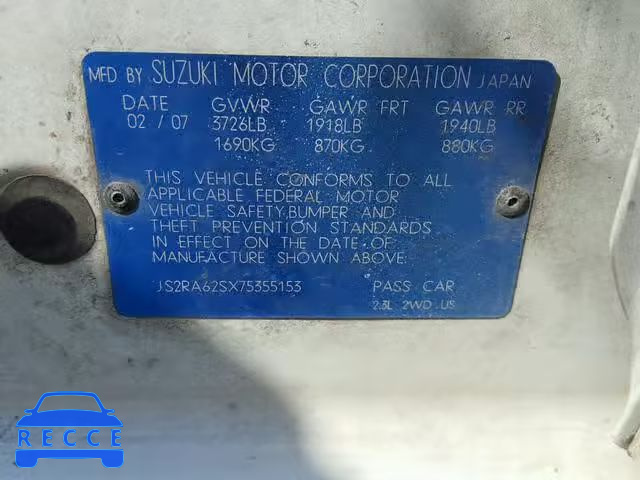 MFD BY SUZUKI MOTOR CORPORATION JAPAN
DATE GVWR GAWR FRT GAWR RR
02 / 07 3726LB 1918LB 1940LB
1690KG 870KG 880KG
THIS VEHICLE CONFORMS TO ALL
APPLICABLE FEDERAL MOTOR
VEHICLE SAFETY,BUMPER AND
THEFT PREVENTION STANDARDS
IN EFFECT ON THE DATE OF
MANUFACTURE SHOWN ABOVE:
JS2RA62SX75355153 PASS CAR
2.3L 2WD US
RECCE